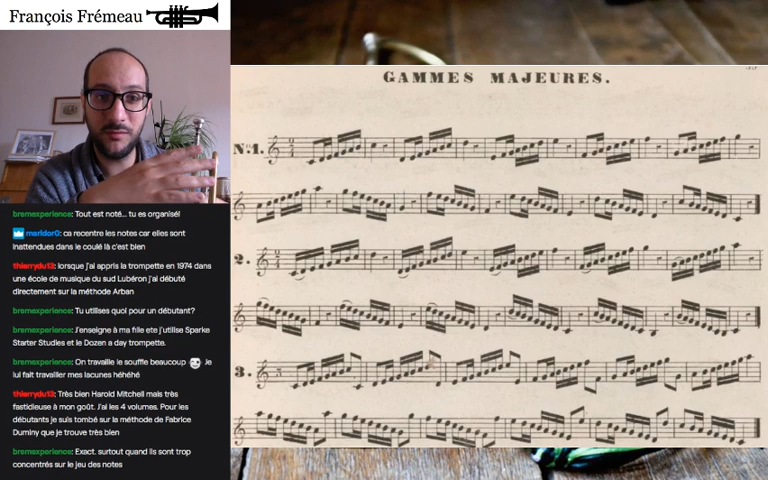 François Frémeau
GAMMES MAJEURES.
Nº1.
2.
3.
bremexperience: Tout est noté... tu es organisé!
maridor0: ca recentre les notes car elles sont
inattendues dans le coulé là c'est bien
thierrydu13: lorsque j'ai appris la trompette en 1974 dans
une école de musique du sud Lubéron j'ai débuté
directement sur la méthode Arban
bremexperience: Tu utilises quoi pour un débutant?
bremexperience: J'enseigne à ma fille ete j'utilise Sparke
Starter Studies et le Dozen a day trompette.
bremexperience: On travaille le souffle beaucoup Je
lui fait travailler mes lacunes héhéhé
thierrydu13: Très bien Harold Mitchell mais très
fastidieuse à mon goût. J'ai les 4 volumes. Pour les
débutants je suis tombé sur la méthode de Fabrice
Duminy que je trouve très bien
bremexperience: Exact. surtout quand ils sont trop
concentrés sur le jeu des notes